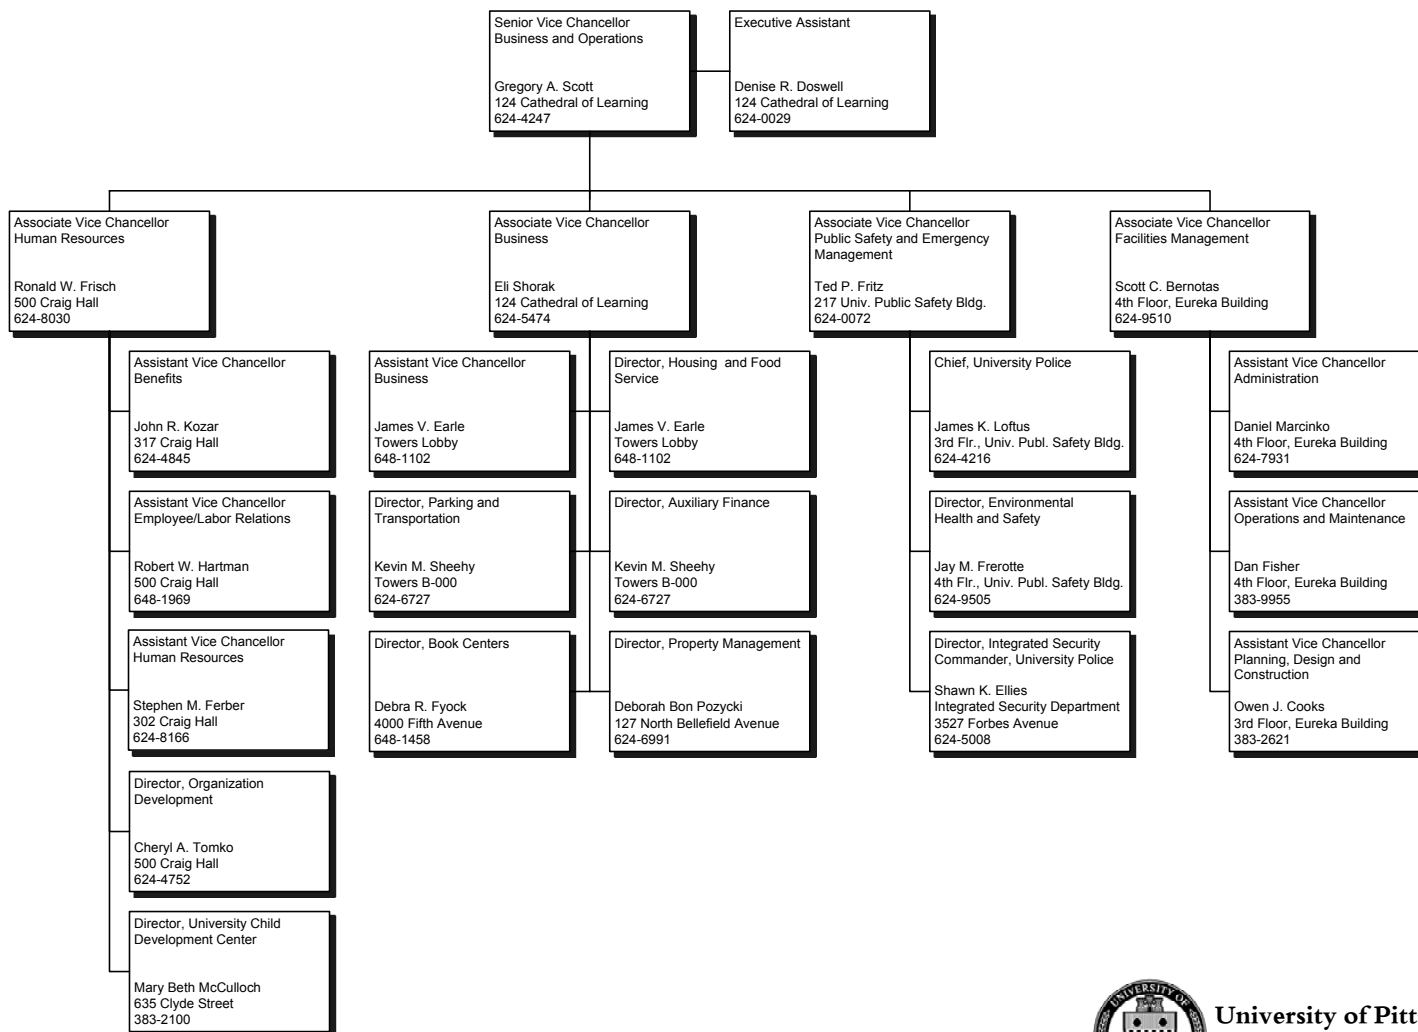 Senior Vice Chancellor
Business and Operations
Gregory A. Scott
124 Cathedral of Learning
624-4247
Executive Assistant
Denise R. Doswell
124 Cathedral of Learning
624-0029
Associate Vice Chancellor
Human Resources
Ronald W. Frisch
500 Craig Hall
624-8030
Associate Vice Chancellor
Business
Eli Shorak
124 Cathedral of Learning
624-5474
Associate Vice Chancellor
Public Safety and Emergency
Management
Ted P. Fritz
217 Univ. Public Safety Bldg.
624-0072
Associate Vice Chancellor
Facilities Management
Scott C. Bernotas
4th Floor, Eureka Building
624-9510
Assistant Vice Chancellor
Benefits
John R. Kozar
317 Craig Hall
624-4845
Assistant Vice Chancellor
Business
James V. Earle
Towers Lobby
648-1102
Director, Housing and Food
Service
James V. Earle
Towers Lobby
648-1102
Chief, University Police
James K. Loftus
3rd Flr., Univ. Publ. Safety Bldg.
624-4216
Assistant Vice Chancellor
Administration
Daniel Marcinko
4th Floor, Eureka Building
624-7931
Assistant Vice Chancellor
Employee/Labor Relations
Robert W. Hartman
500 Craig Hall
648-1969
Director, Parking and
Transportation
Kevin M. Sheehy
Towers B-000
624-6727
Director, Auxiliary Finance
Kevin M. Sheehy
Towers B-000
624-6727
Director, Environmental
Health and Safety
Jay M. Frerotte
4th Flr., Univ. Publ. Safety Bldg.
624-9505
Assistant Vice Chancellor
Operations and Maintenance
Dan Fisher
4th Floor, Eureka Building
383-9955
Assistant Vice Chancellor
Human Resources
Stephen M. Ferber
302 Craig Hall
624-8166
Director, Book Centers
Debra R. Fyock
4000 Fifth Avenue
648-1458
Director, Property Management
Deborah Bon Pozycki
127 North Bellefield Avenue
624-6991
Director, Integrated Security
Commander, University Police
Shawn K. Ellies
Integrated Security Department
3527 Forbes Avenue
624-5008
Assistant Vice Chancellor
Planning, Design and
Construction
Owen J. Cooks
3rd Floor, Eureka Building
383-2621
Director, Organization
Development
Cheryl A. Tomko
500 Craig Hall
624-4752
Director, University Child
Development Center
Mary Beth McCulloch
635 Clyde Street
383-2100
UNIVERSITY OF
University of Pitt